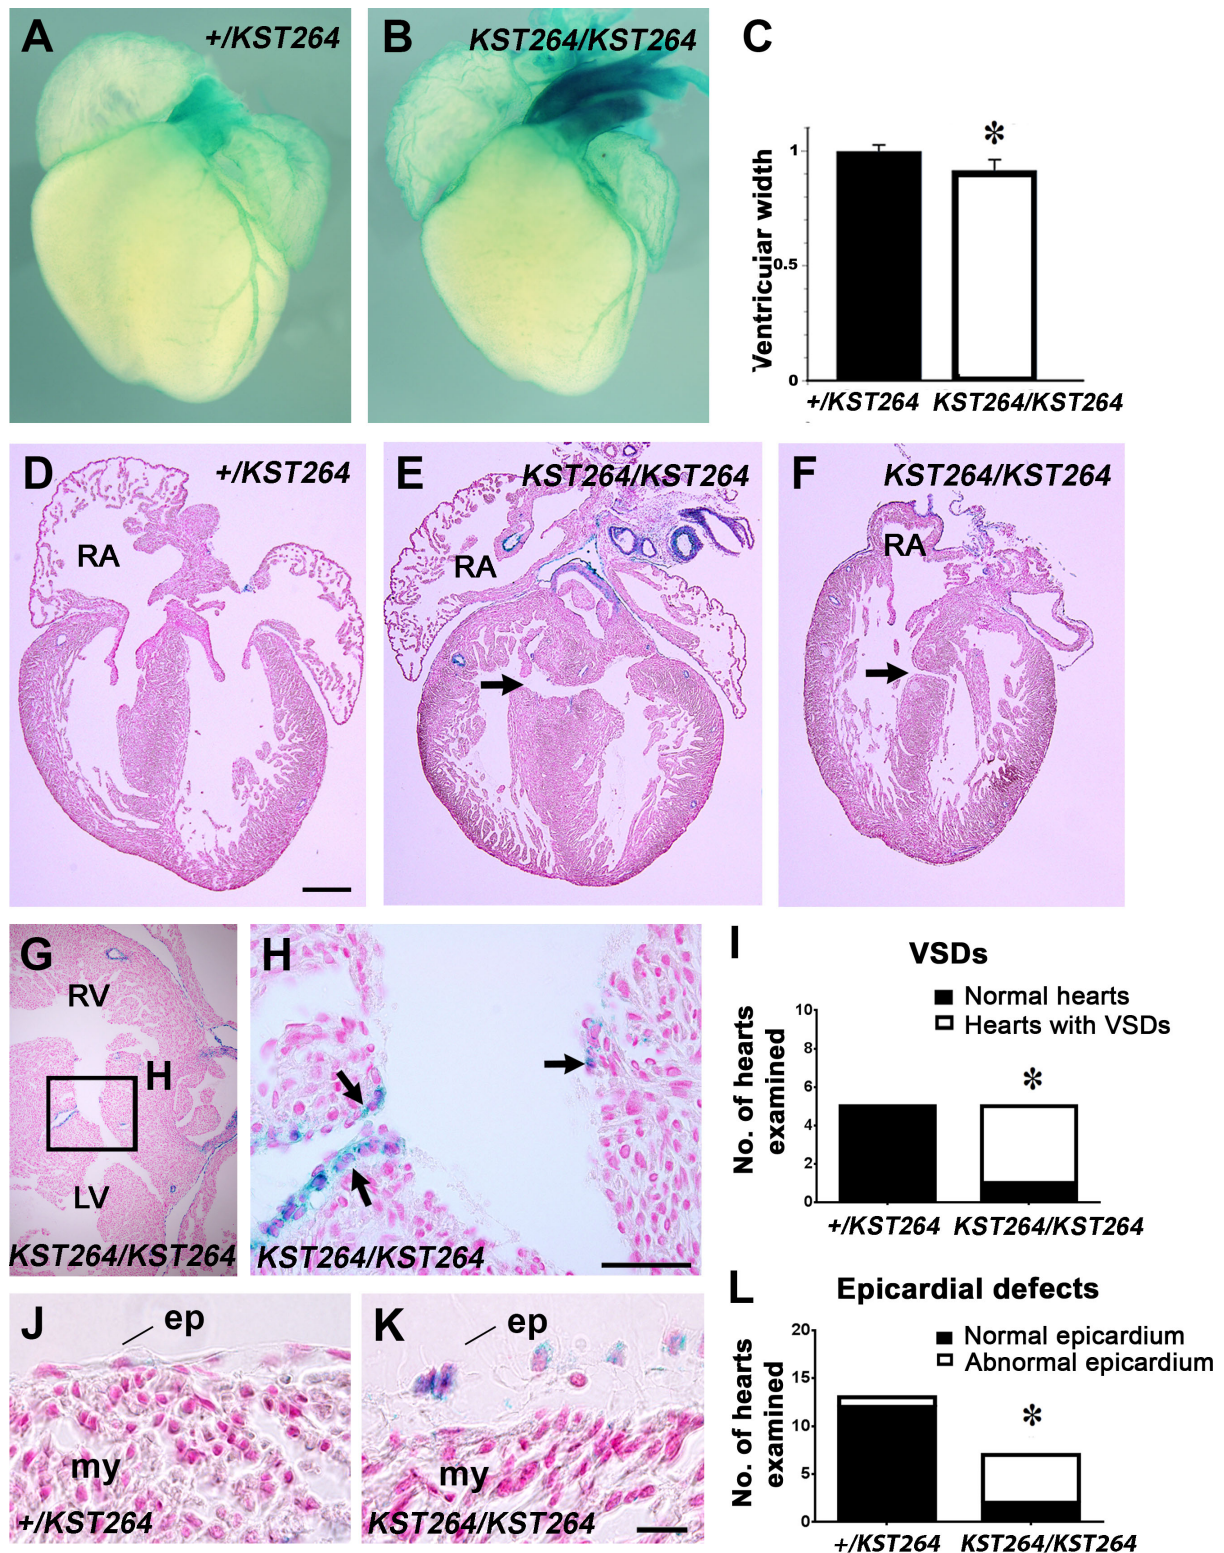 A
+/KST264
B
KST264/KST264
C
*
Ventricular width
1
0.5
0
+/KST264
KST264/KST264
D
+/KST264
RA
E
KST264/KST264
RA
F
KST264/KST264
RA
G
RV
H
LV
KST264/KST264
H
KST264/KST264
I
VSDs
Normal hearts
Hearts with VSDs
No. of hearts
examined
10
8
6
4
2
0
*
+/KST264
KST264/KST264
J
ep
my
+/KST264
K
ep
my
KST264/KST264
L
Epicardial defects
Normal epicardium
Abnormal epicardium
No. of hearts
examined
20
15
10
5
0
*
+/KST264
KST264/KST264